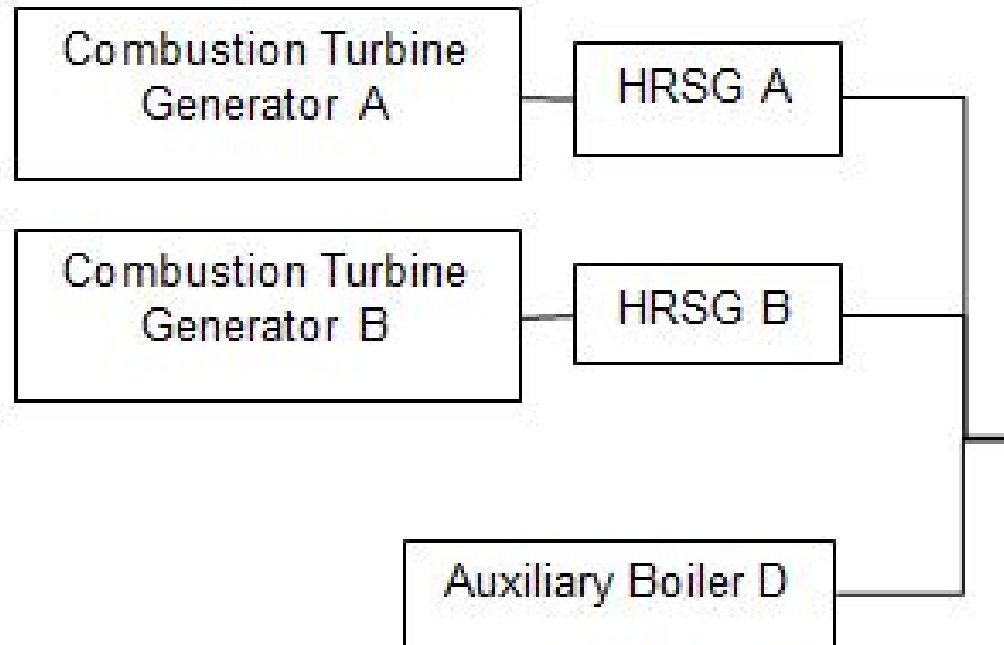 Combustion Turbine
Generator A
HRSG A
Combustion Turbine
Generator B
HRSG B
Auxiliary Boiler D